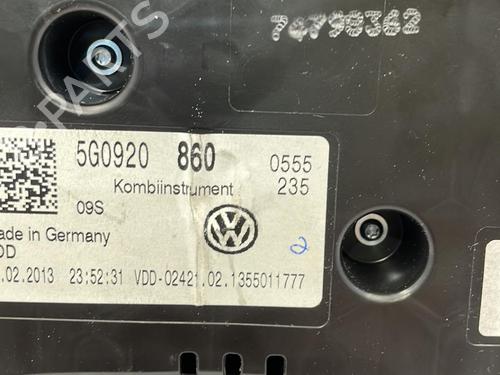 74798362
PARTS
5G0920 860 0555
Kombiinstrument 235
09S
ade in Germany
.02.2013 23:52:31 VDD-02421.02.1355011777
2